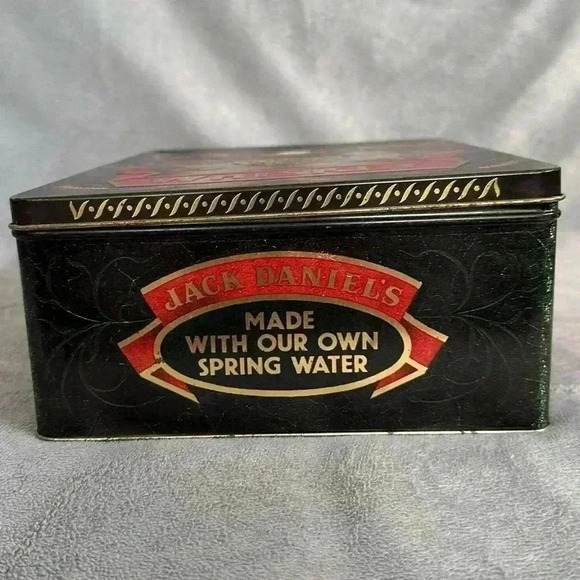 JACK DANIEL'S
MADE
WITH OUR OWN
SPRING WATER